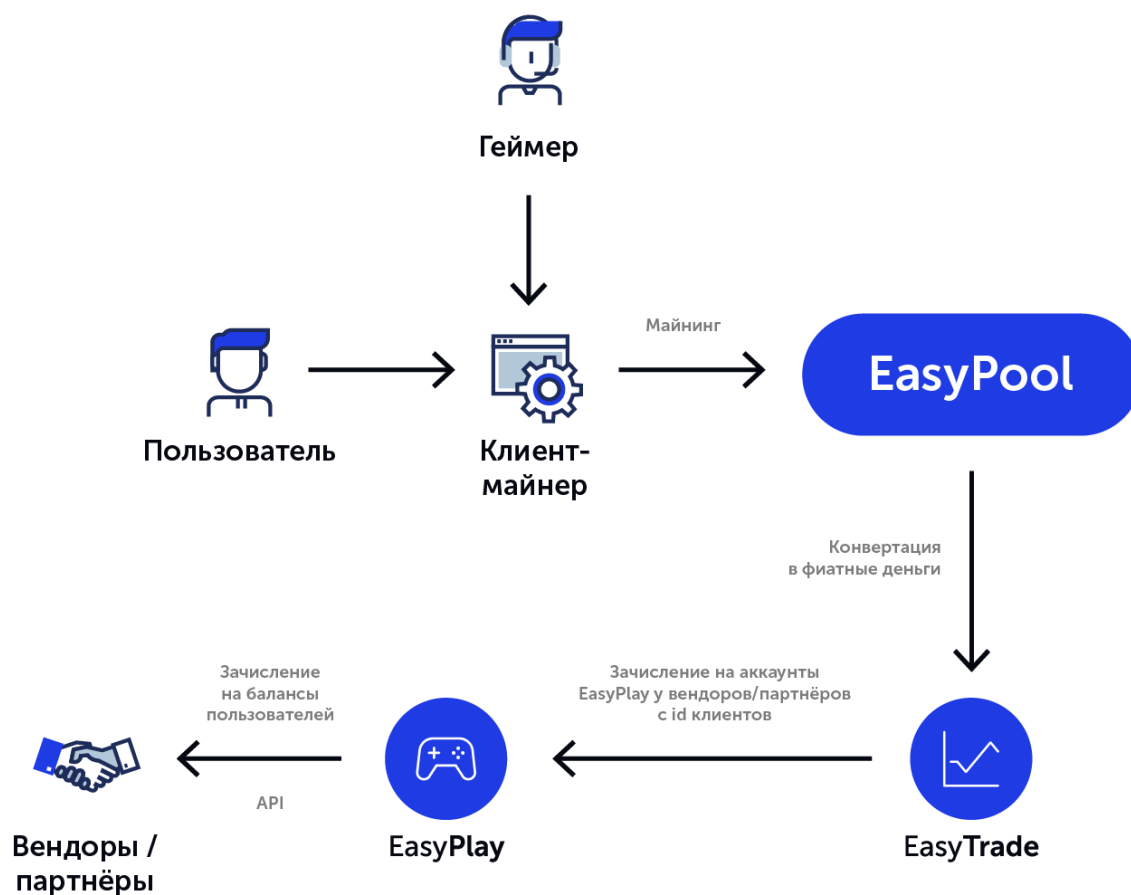 Геймер
Майнинг
EasyPool
Пользователь
Клиент-
майнер
Конвертация
в фиатные деньги
Зачисление
на балансы
пользователей
Зачисление на аккаунты
EasyPlay у вендоров/партнёров
с id клиентов
API
Вендоры /
партнёры
EasyPlay
EasyTrade